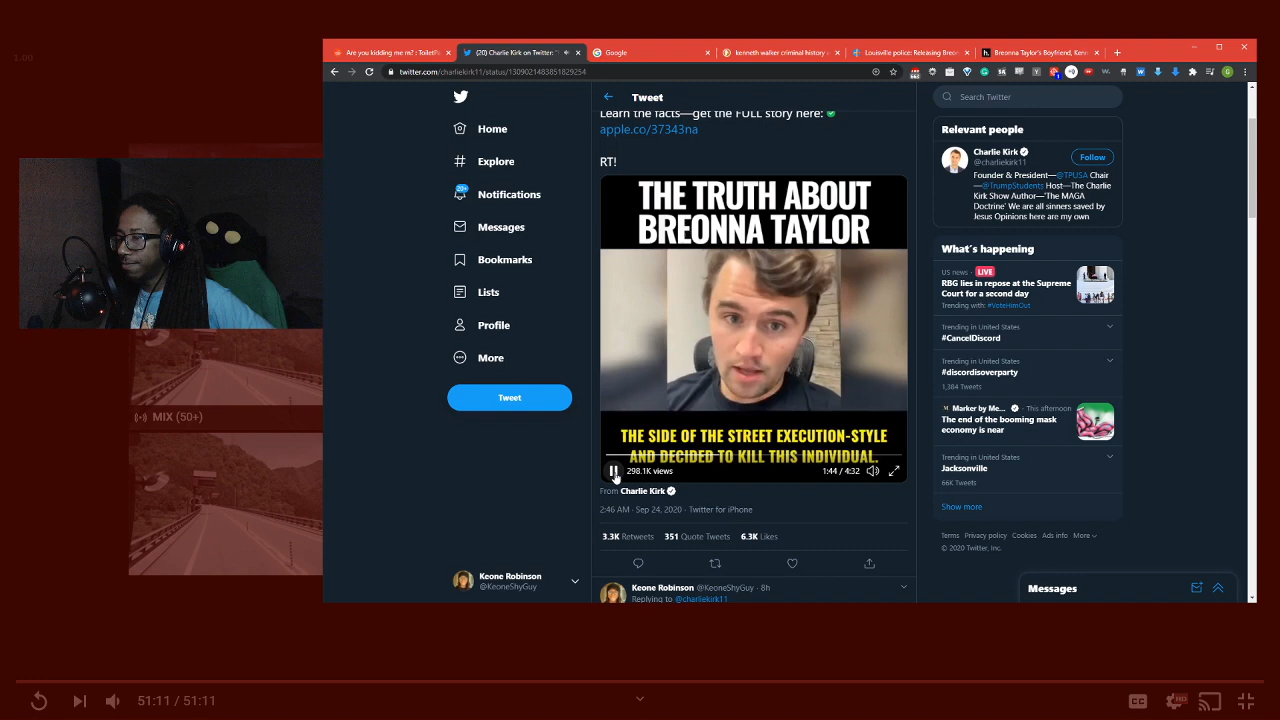 1.00
Are you kidding me rn? : ToiletPa
(20) Charlie Kirk on Twitter: "
Google
kenneth walker criminal history
Louisville police: Releasing Breo
Breonna Taylor's Boyfriend, Ken
twitter.com/charliekirk11/status/1309021483851829254
Home
Explore
20+
Notifications
Messages
Bookmarks
Lists
Profile
More
Tweet
Keone Robinson
@KeoneShyGuy
Tweet
Learn the facts—get the FULL story here:
apple.co/37343na
RT!
THE TRUTH ABOUT
BREONNA TAYLOR
THE SIDE OF THE STREET EXECUTION-STYLE
AND DECIDED TO KILL THIS INDIVIDUAL.
298.1K views
1:44 / 4:32
From Charlie Kirk
2:46 AM · Sep 24, 2020 · Twitter for iPhone
3.3K Retweets 351 Quote Tweets 6.3K Likes
Keone Robinson @KeoneShyGuy · 8h
Replying to @charliekirk11
Search Twitter
Relevant people
Charlie Kirk
@charliekirk11
Follow
Founder & President—@TPUSA Chair
—@TrumpStudents Host—The Charlie
Kirk Show Author—'The MAGA
Doctrine' We are all sinners saved by
Jesus Opinions here are my own
What's happening
US news · LIVE
RBG lies in repose at the Supreme
Court for a second day
Trending with: #VoteHimOut
Trending in United States
#CancelDiscord
Trending in United States
#discordisoverparty
1,384 Tweets
Marker by Me... · This afternoon
The end of the booming mask
economy is near
Trending in United States
Jacksonville
66K Tweets
Show more
Terms Privacy policy Cookies Ads info More
© 2020 Twitter, Inc.
Messages
MIX (50+)
51:11 / 51:11
CC
HD